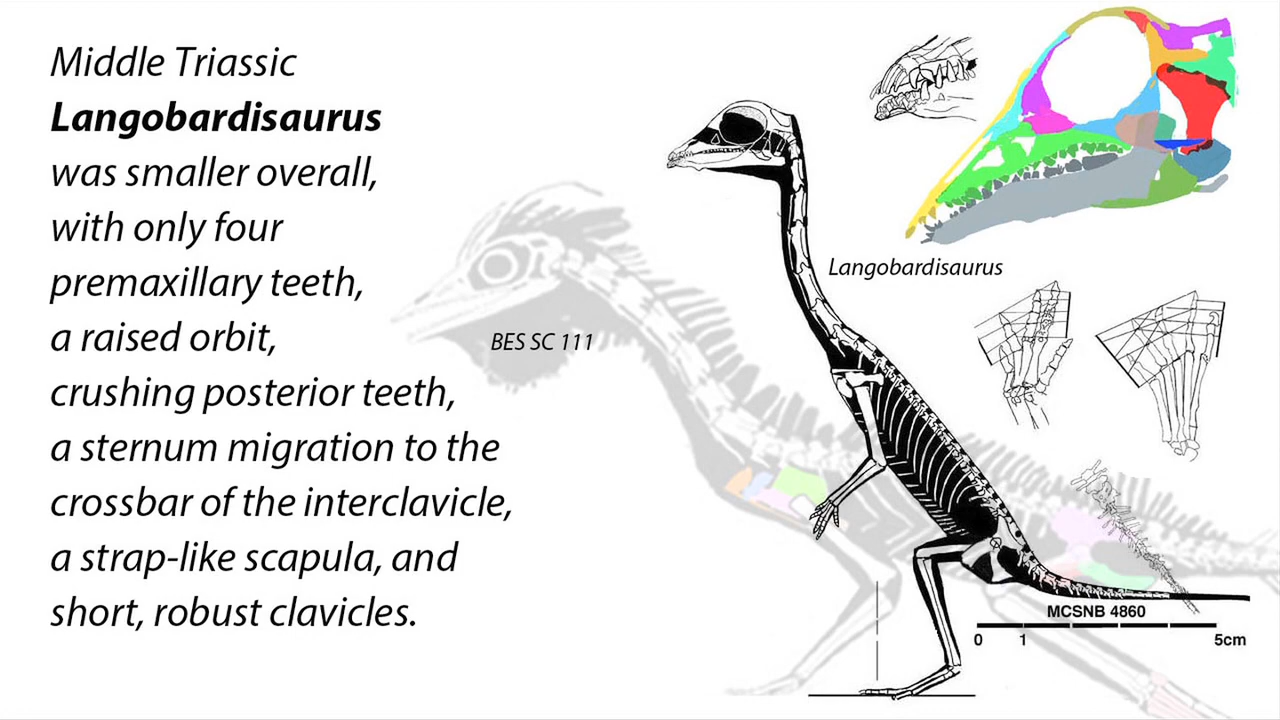 Middle Triassic
Langobardisaurus
was smaller overall,
with only four
premaxillary teeth,
a raised orbit,
crushing posterior teeth,
a sternum migration to the
crossbar of the interclavicle,
a strap-like scapula, and
short, robust clavicles.
Langobardisaurus
BES SC 111
MCSNB 4860
0 1 5cm